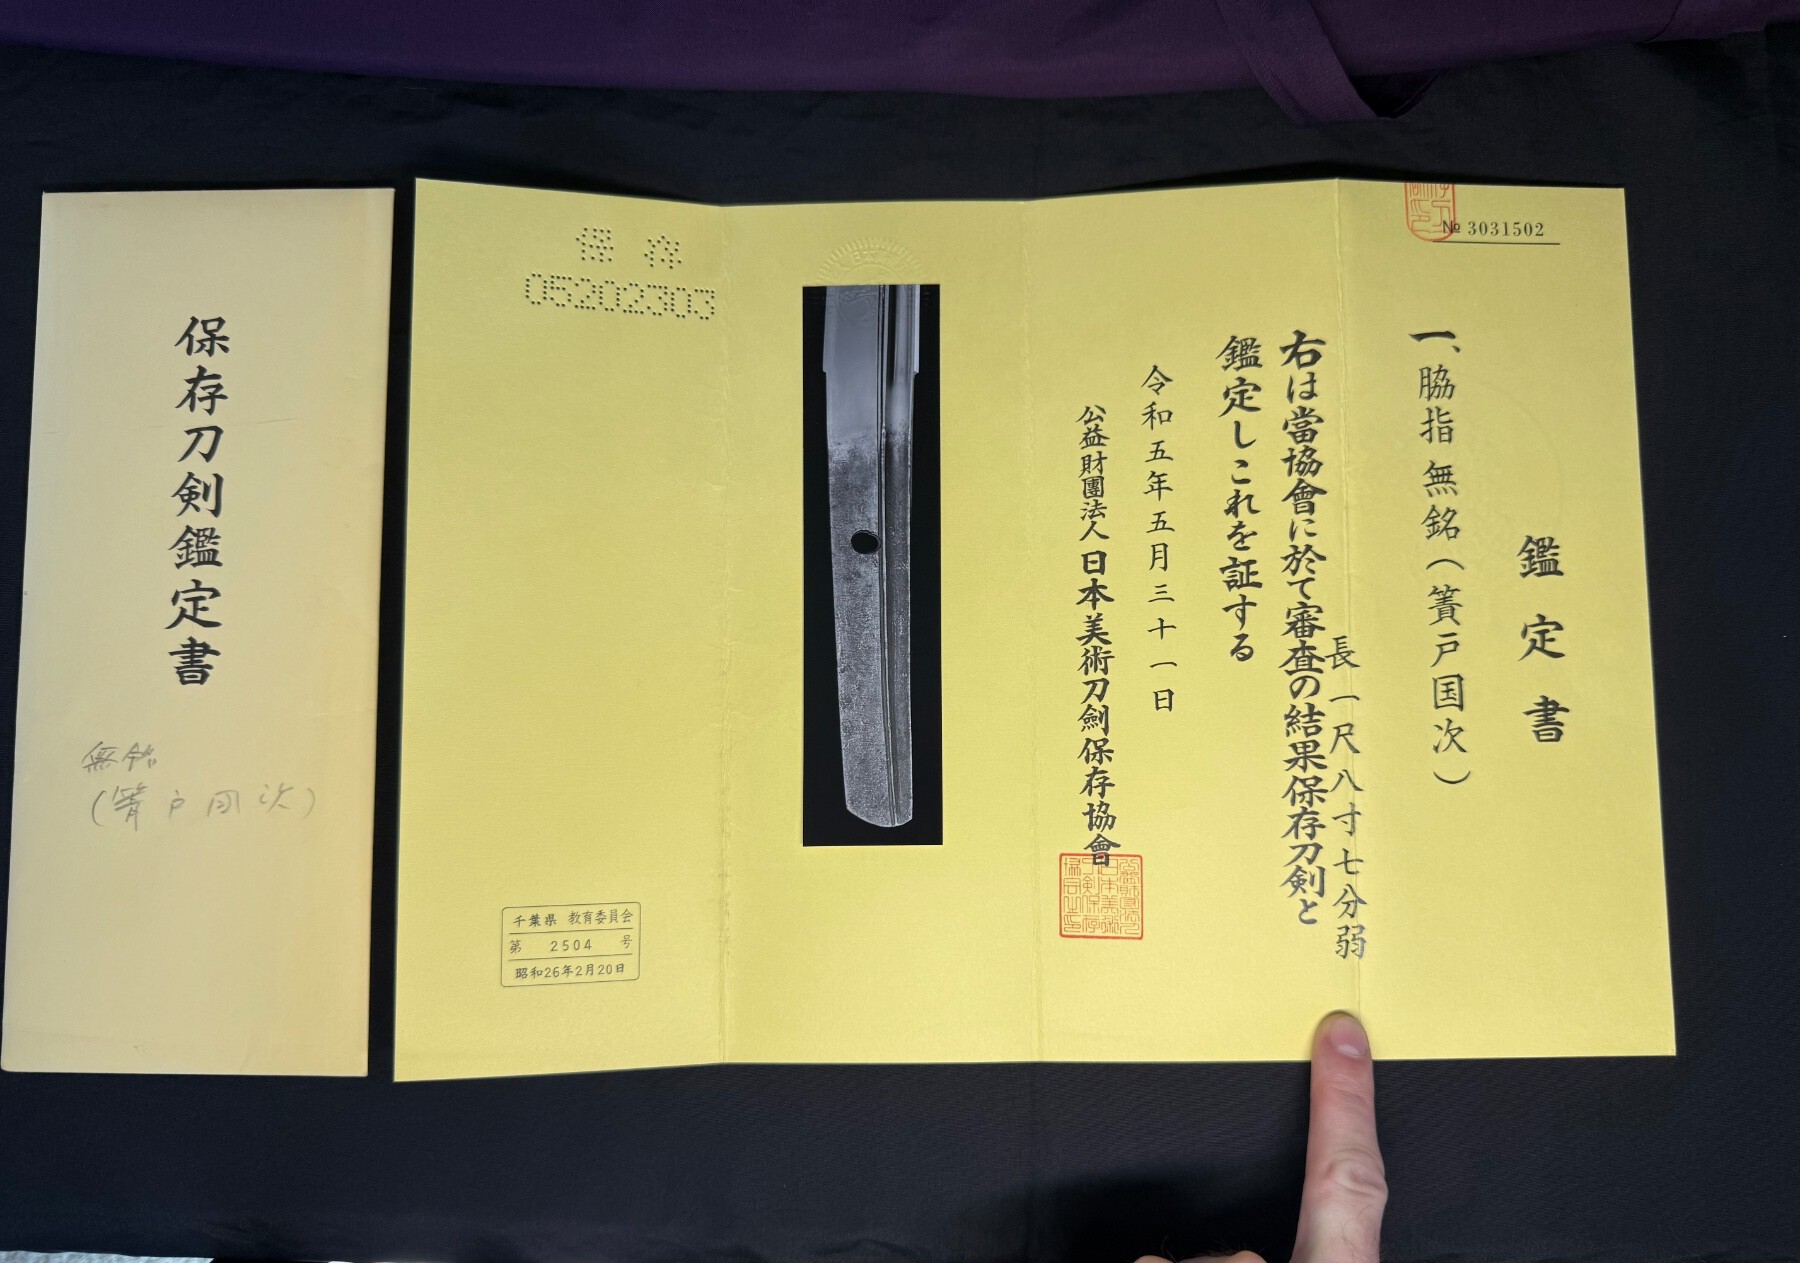 保存刀剣鑑定書
無銘
(簀戸国次)
№ 3031502
鑑定書
一、脇指 無銘(簀戸国次)
長一尺八寸七分弱
右は當協會に於て審査の結果保存刀剣と
鑑定しこれを証する
令和五年五月三十一日
公益財團法人 日本美術刀劍保存協會
保存
05202303
千葉県 教育委員会
第 2504 号
昭和26年2月20日